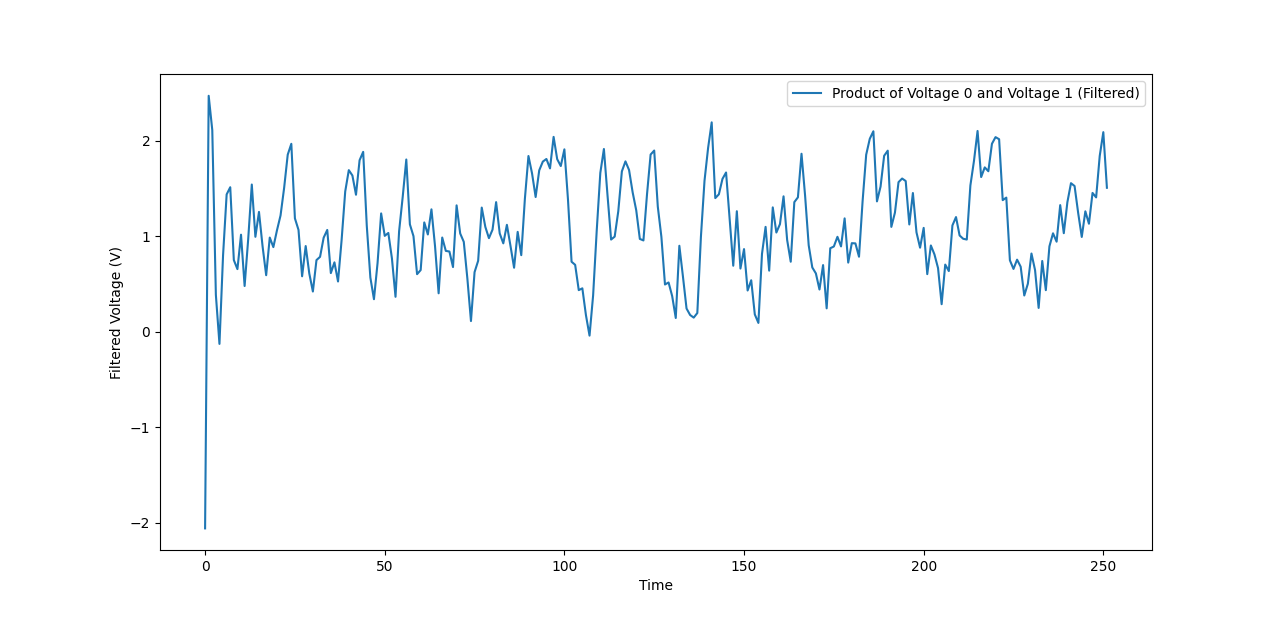 Product of Voltage 0 and Voltage 1 (Filtered)
2
1
0
−1
−2
Filtered Voltage (V)
0 50 100 150 200 250
Time